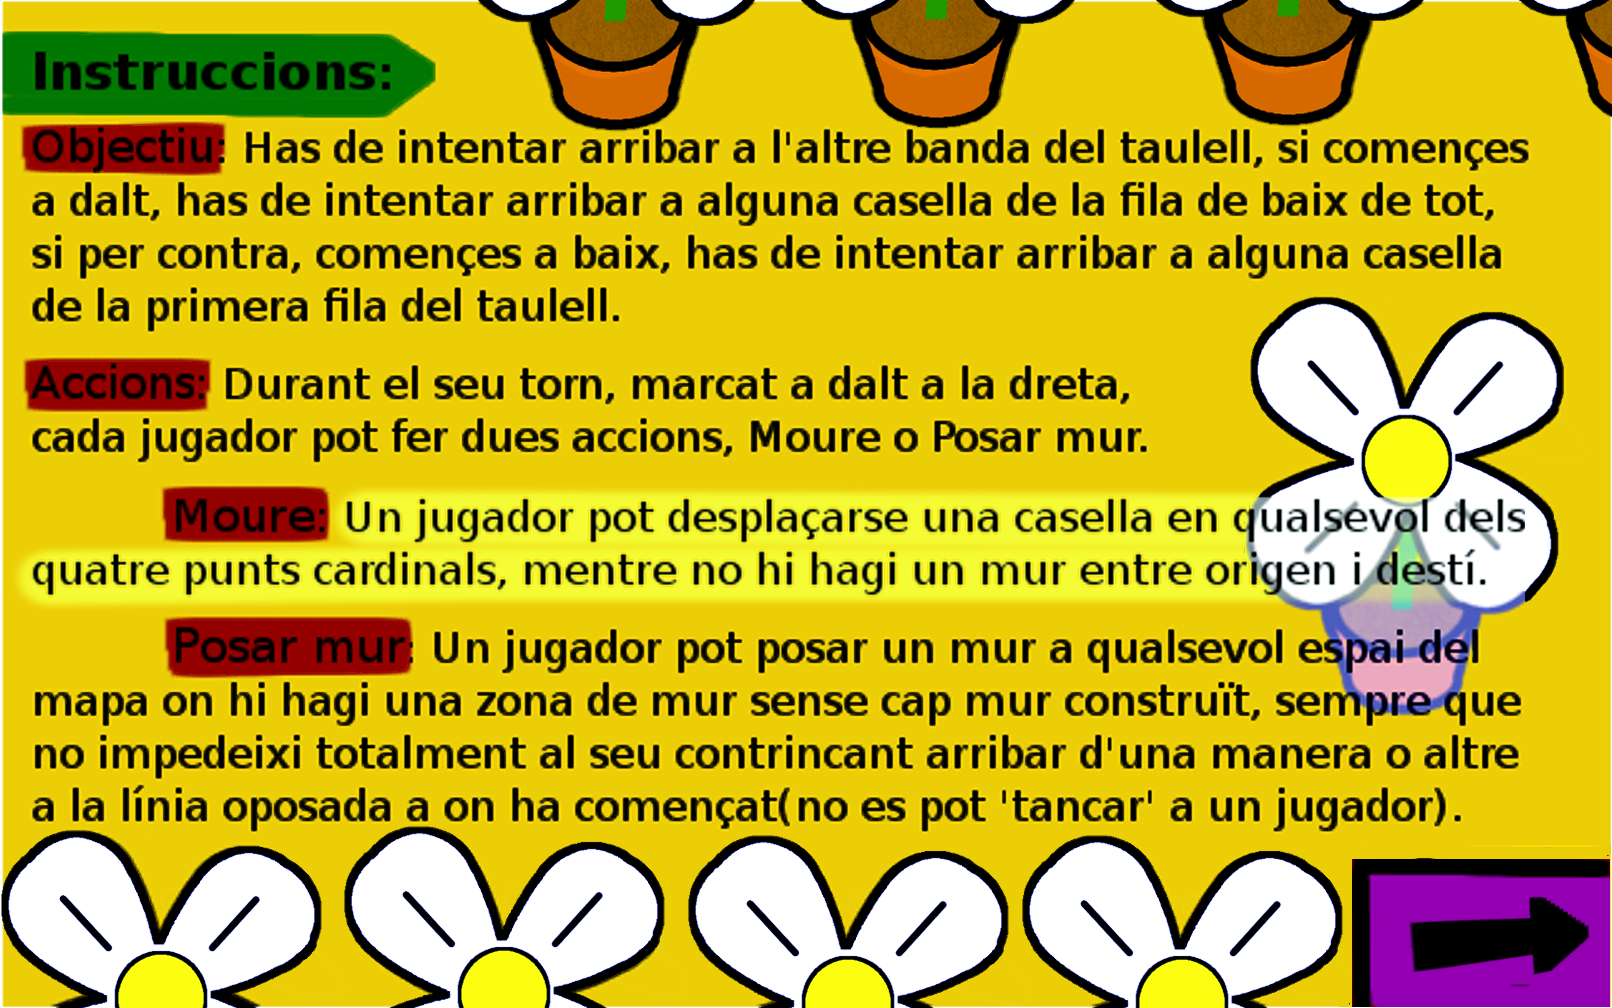 Instruccions:
Objectiu: Has de intentar arribar a l'altre banda del taulell, si començes
a dalt, has de intentar arribar a alguna casella de la fila de baix de tot,
si per contra, començes a baix, has de intentar arribar a alguna casella
de la primera fila del taulell.
Accions: Durant el seu torn, marcat a dalt a la dreta,
cada jugador pot fer dues accions, Moure o Posar mur.
Moure: Un jugador pot desplaçarse una casella en qualsevol dels
quatre punts cardinals, mentre no hi hagi un mur entre origen i destí.
Posar mur: Un jugador pot posar un mur a qualsevol espai del
mapa on hi hagi una zona de mur sense cap mur construït, sempre que
no impedeixi totalment al seu contrincant arribar d'una manera o altre
a la línia oposada a on ha començat(no es pot 'tancar' a un jugador).